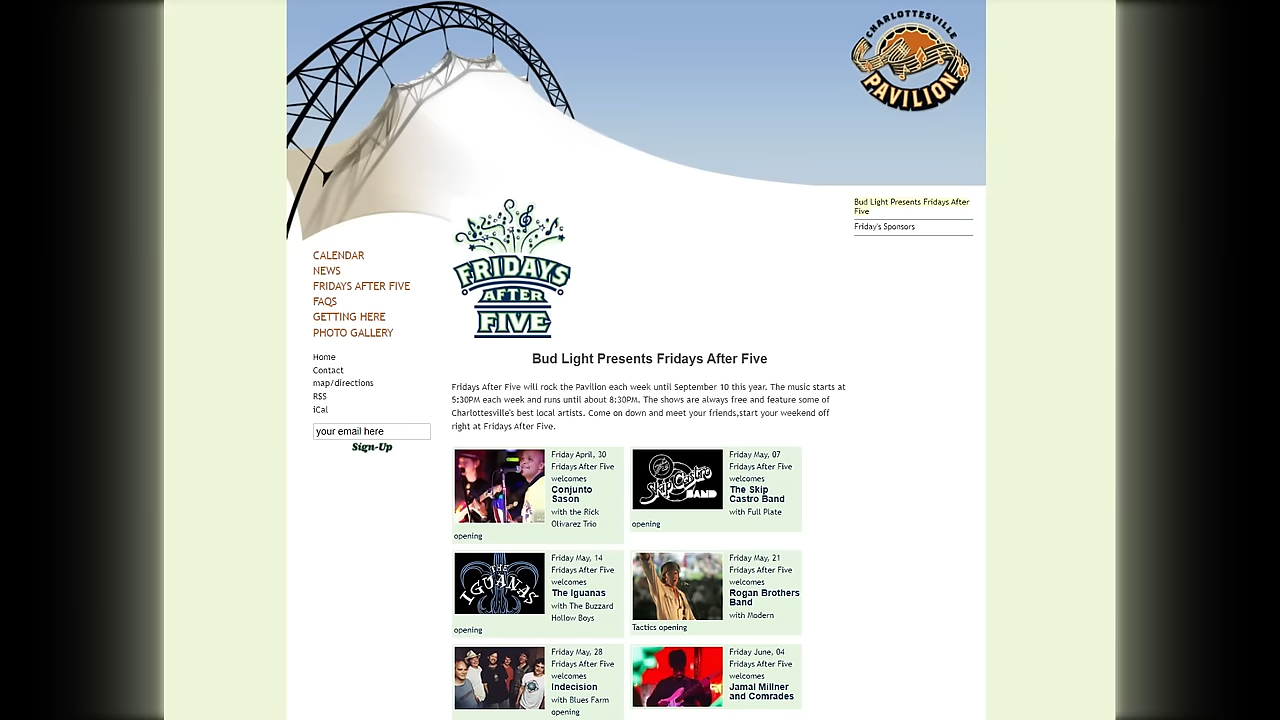 CHARLOTTESVILLE
PAVILION
Bud Light Presents Fridays After
Five
Friday's Sponsors
FRIDAYS
AFTER
FIVE
CALENDAR
NEWS
FRIDAYS AFTER FIVE
FAQS
GETTING HERE
PHOTO GALLERY
Home
Contact
map/directions
RSS
iCal
your email here
Sign-Up
Bud Light Presents Fridays After Five
Fridays After Five will rock the Pavilion each week until September 10 this year. The music starts at
5:30PM each week and runs until about 8:30PM. The shows are always free and feature some of
Charlottesville's best local artists. Come on down and meet your friends,start your weekend off
right at Fridays After Five.
Friday April, 30
Fridays After Five
welcomes
Conjunto
Sason
with the Rick
Olivarez Trio
opening
The
Skip Castro
BAND
Friday May, 07
Fridays After Five
welcomes
The Skip
Castro Band
with Full Plate
opening
THE
IGUANAS
Friday May, 14
Fridays After Five
welcomes
The Iguanas
with The Buzzard
Hollow Boys
opening
Friday May, 21
Fridays After Five
welcomes
Rogan Brothers
Band
with Modern
Tactics opening
Friday May, 28
Fridays After Five
welcomes
Indecision
with Blues Farm
opening
Friday June, 04
Fridays After Five
welcomes
Jamal Millner
and Comrades